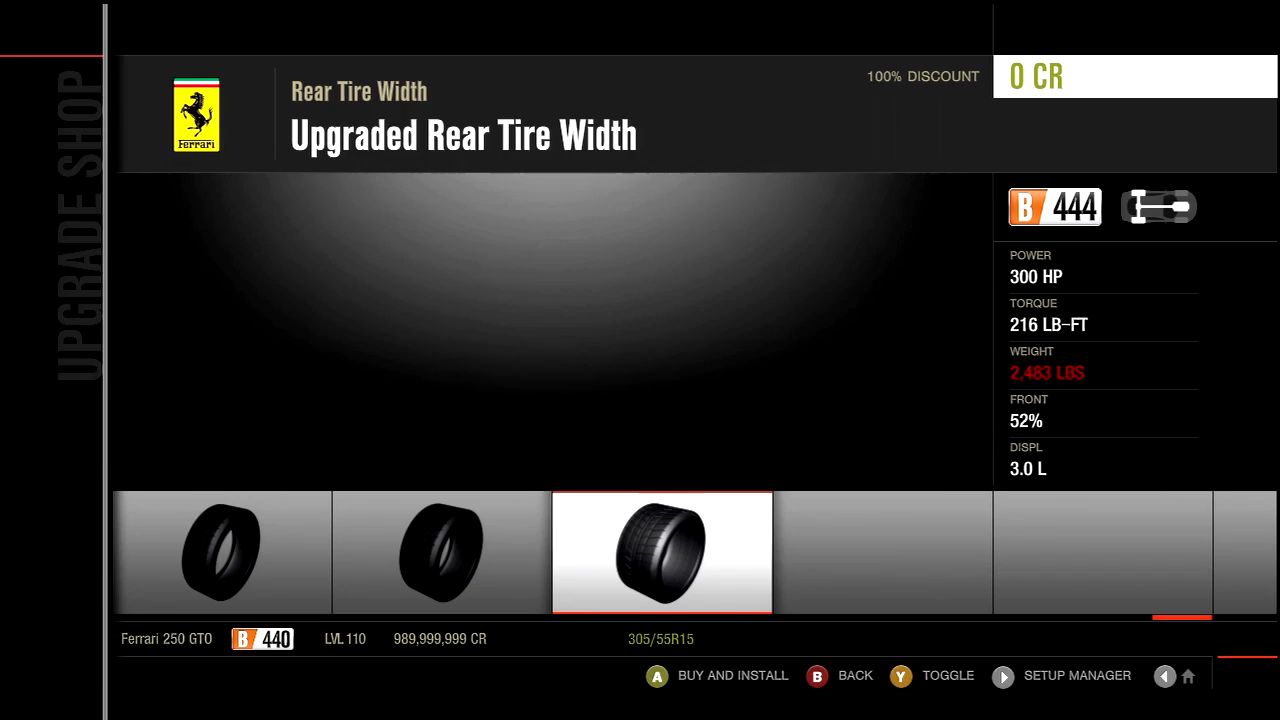 UPGRADE SHOP
Ferrari
Rear Tire Width
Upgraded Rear Tire Width
100% DISCOUNT
0 CR
B 444
POWER
300 HP
TORQUE
216 LB-FT
WEIGHT
2,483 LBS
FRONT
52%
DISPL
3.0 L
Ferrari 250 GTO B 440 LVL 110 989,999,999 CR 305/55R15
A BUY AND INSTALL B BACK Y TOGGLE SETUP MANAGER